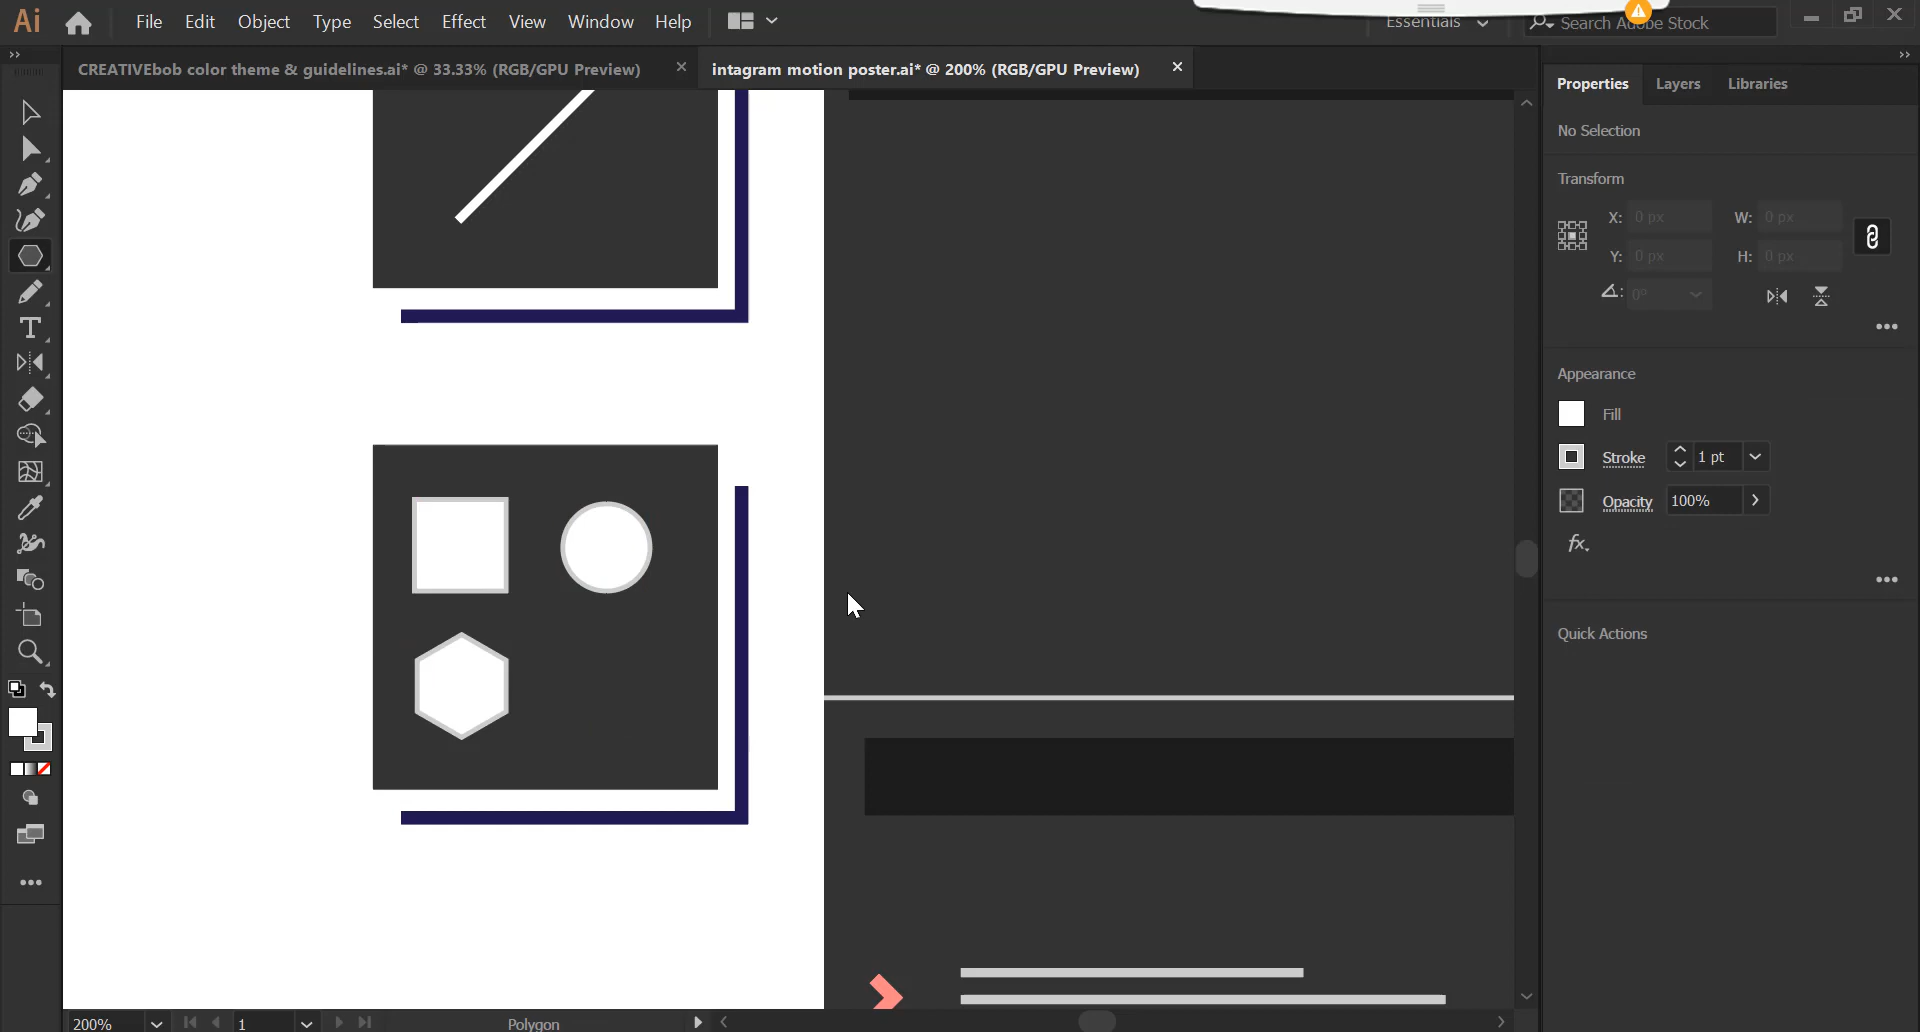 Ai File Edit Object Type Select Effect View Window Help Essentials Search Adobe Stock
CREATIVEbob color theme & guidelines.ai* @ 33.33% (RGB/GPU Preview) intagram motion poster.ai* @ 200% (RGB/GPU Preview)
Properties Layers Libraries
No Selection
Transform
X: 0 px W: 0 px
Y: 0 px H: 0 px
0°
Appearance
Fill
Stroke 1 pt
Opacity 100%
fx.
Quick Actions
200% 1 Polygon